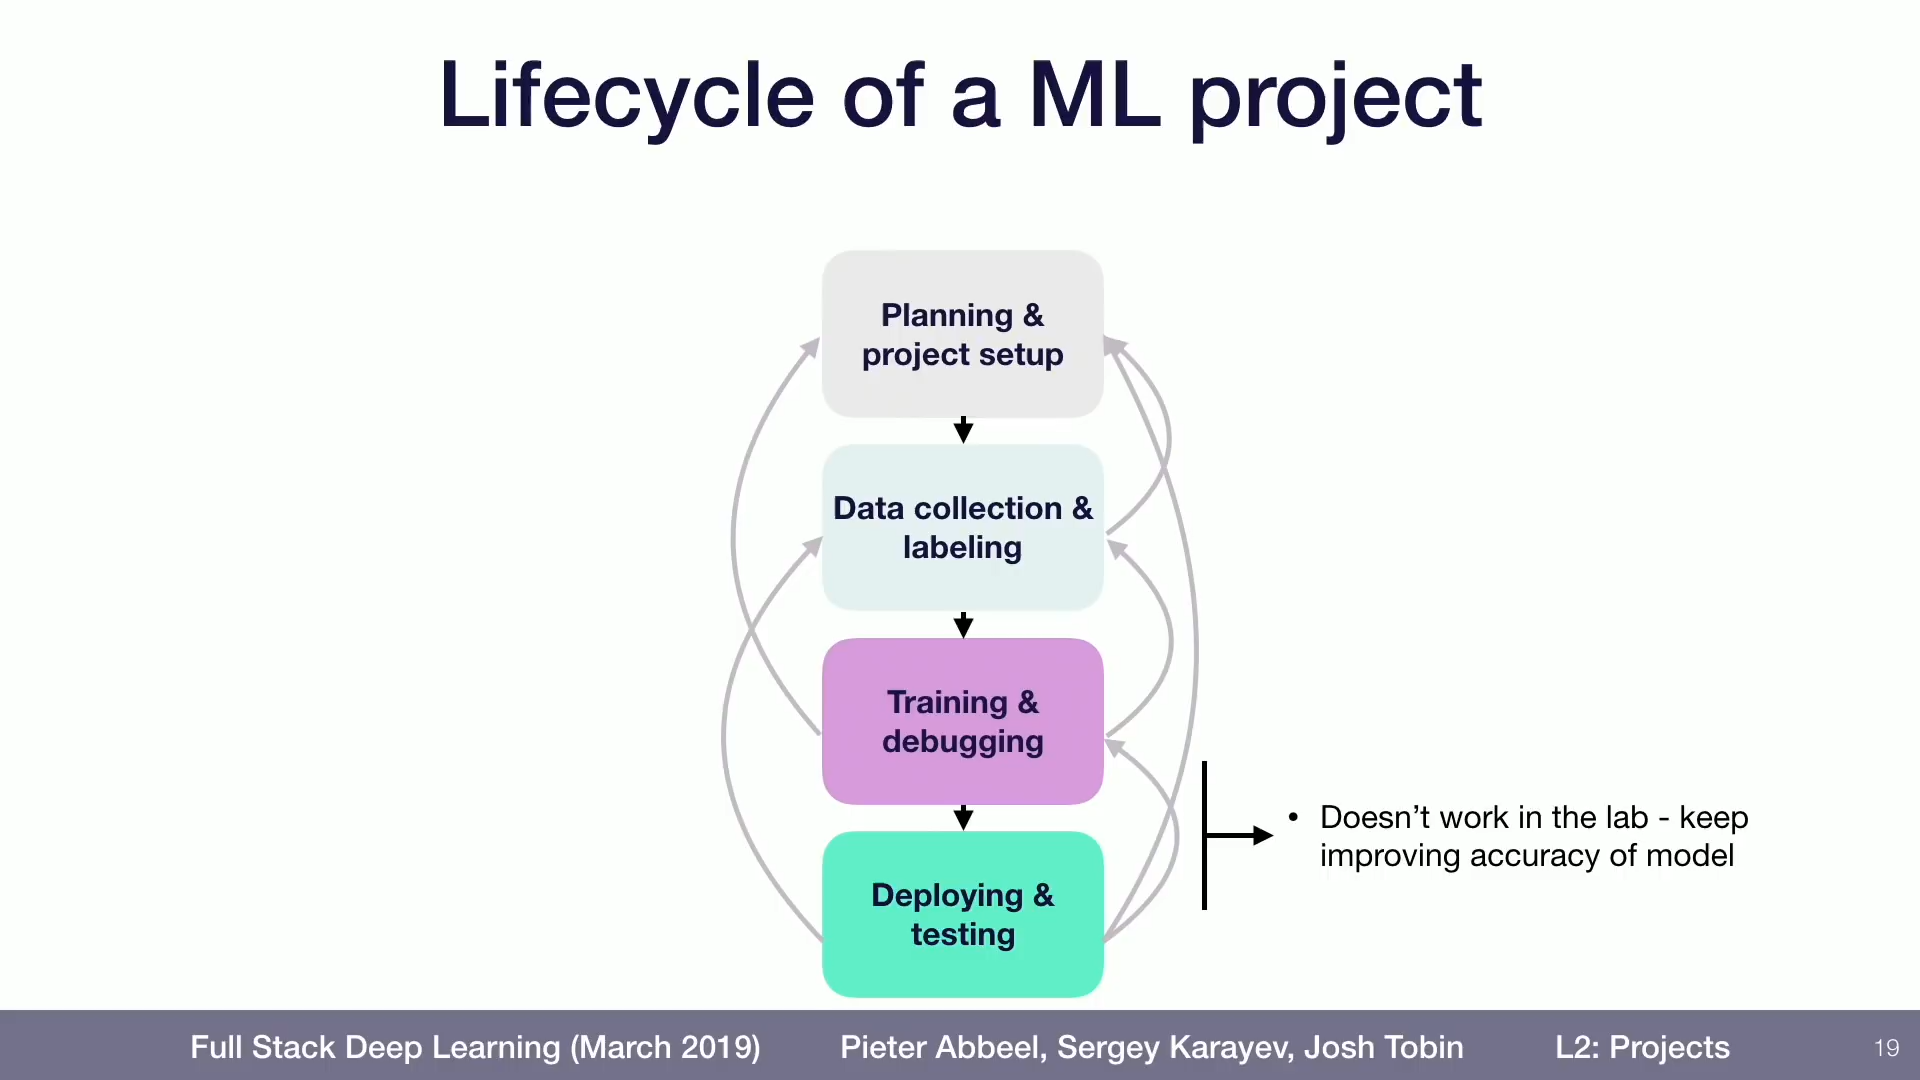 Lifecycle of a ML project
Planning &
project setup
Data collection &
labeling
Training &
debugging
Deploying &
testing
• Doesn’t work in the lab - keep
improving accuracy of model
Full Stack Deep Learning (March 2019) Pieter Abbeel, Sergey Karayev, Josh Tobin L2: Projects 19